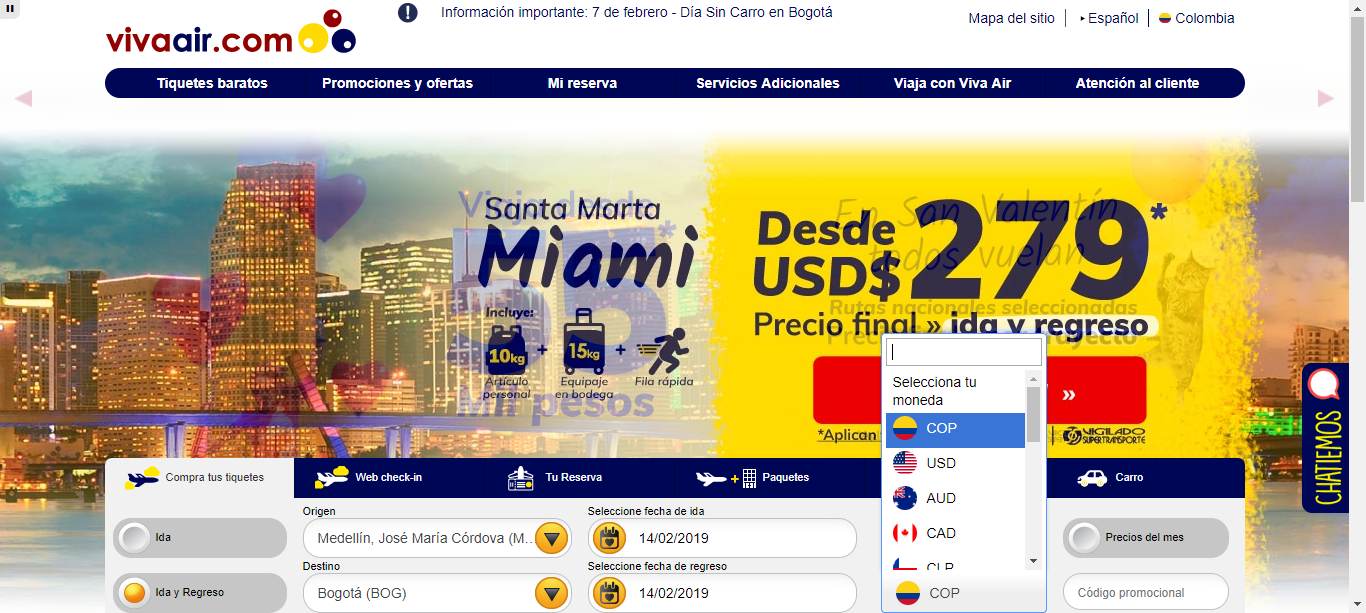 Información importante: 7 de febrero - Día Sin Carro en Bogotá
Mapa del sitio
Español
Colombia
vivaair.com
Tiquetes baratos
Promociones y ofertas
Mi reserva
Servicios Adicionales
Viaja con Viva Air
Atención al cliente
Viaja desde
Santa Marta
Miami
Incluye:
10kg + 15kg +
Artículo personal
Equipaje en bodega
Fila rápida
Mil pesos
En San Valentín
todos vuelan
Desde
USD$ 279*
Rutas nacionales seleccionadas
Precio final » ida y regreso
»
*Aplican
VIGILADO
SUPERTRANSPORTE
CHATIEMOS
Selecciona tu
moneda
COP
USD
AUD
CAD
CLP
COP
Compra tus tiquetes
Web check-in
Tu Reserva
Paquetes
Carro
Ida
Origen
Medellín, José María Córdova (M...
Seleccione fecha de ida
14/02/2019
Precios del mes
Ida y Regreso
Destino
Bogotá (BOG)
Seleccione fecha de regreso
14/02/2019
Código promocional